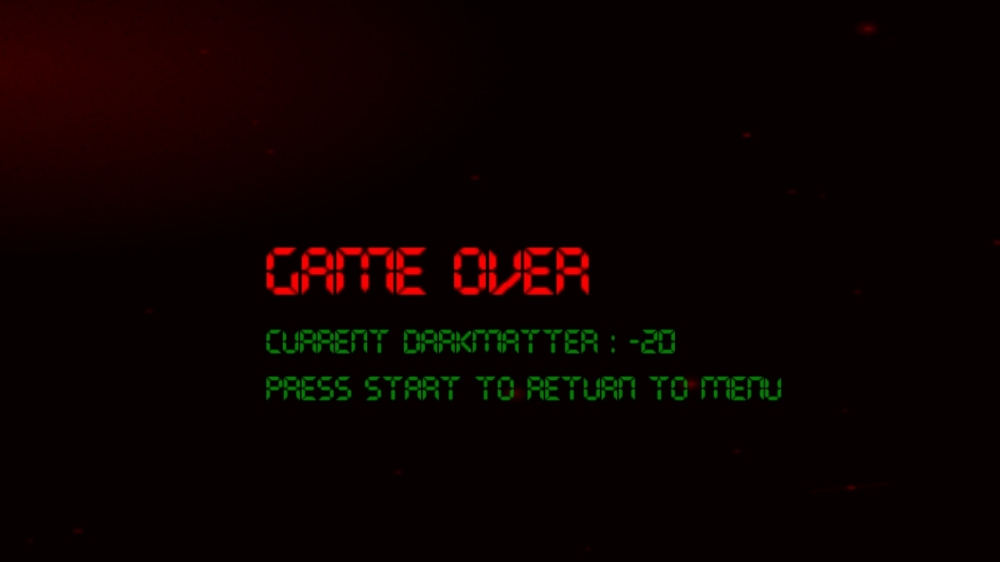 GAME OVER
CURRENT DARKMATTER : -20
PRESS START TO RETURN TO MENU